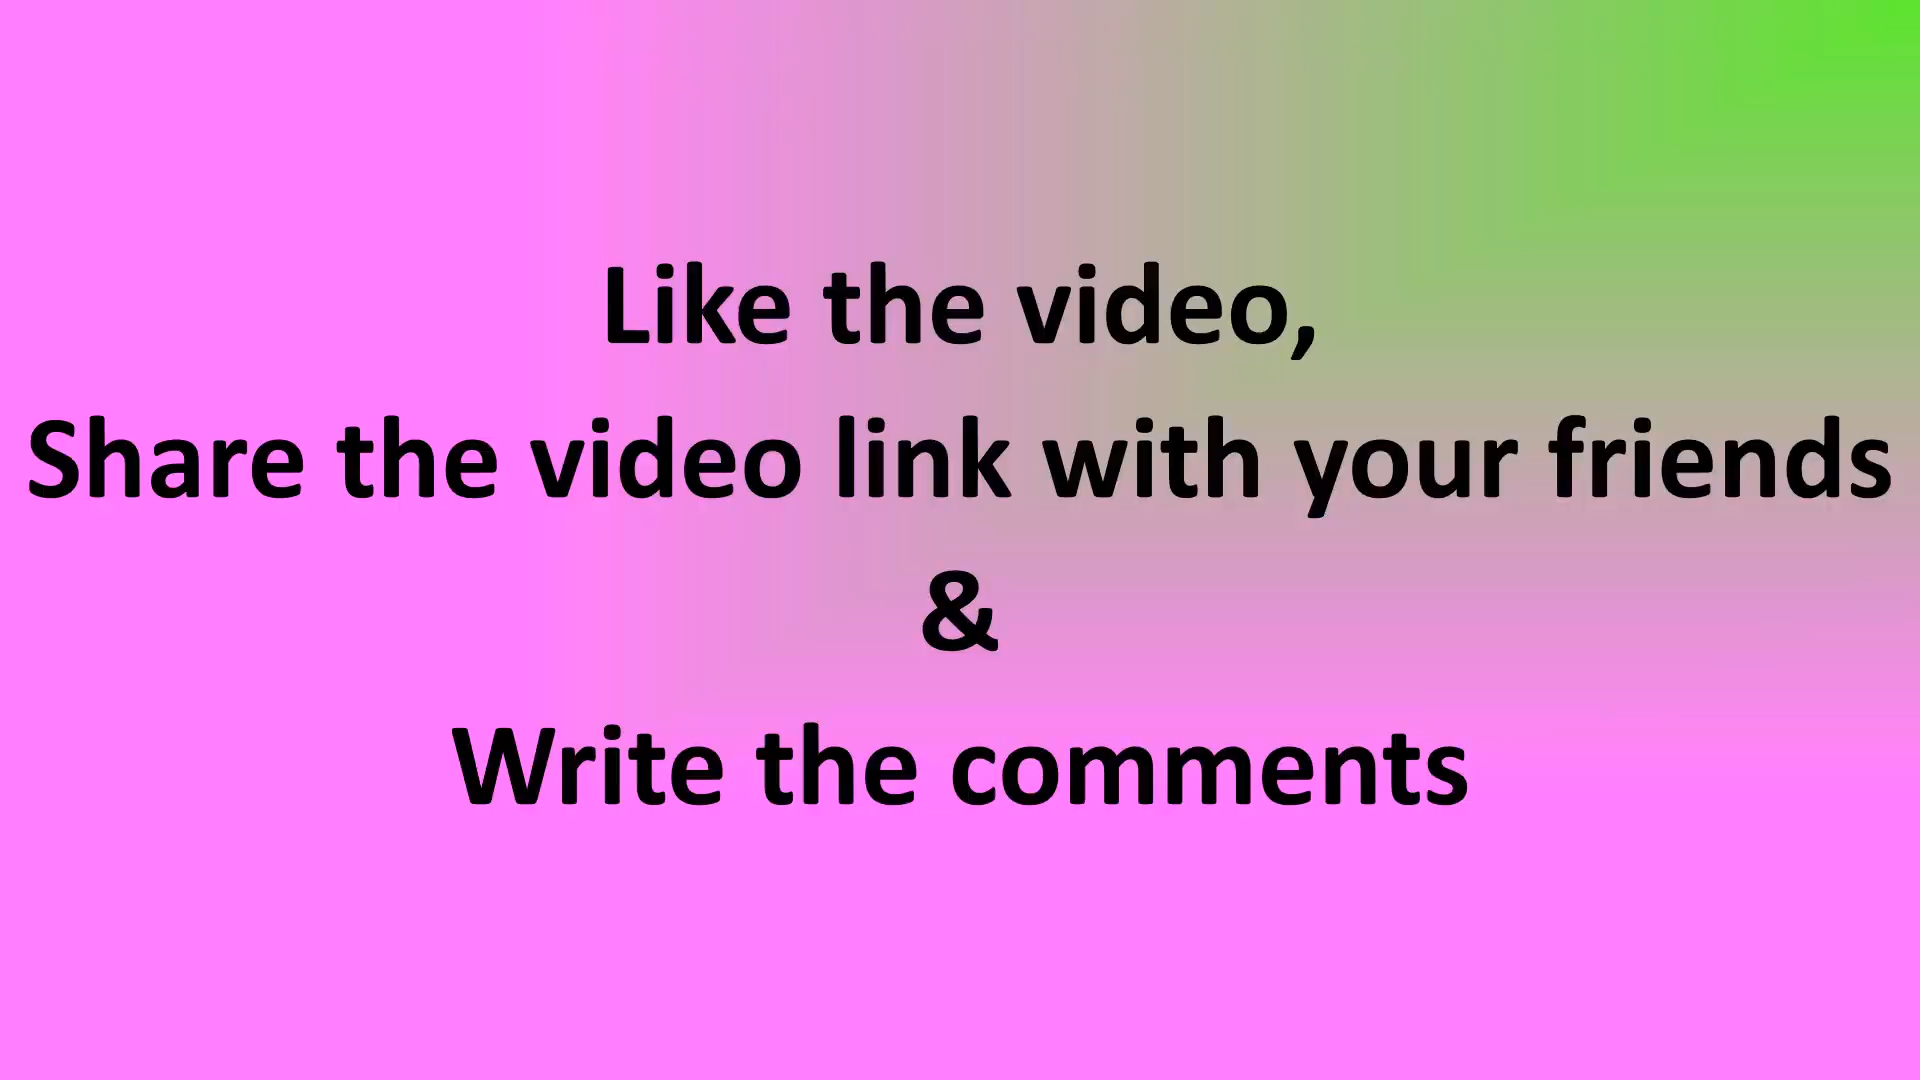 Like the video,
Share the video link with your friends
&
Write the comments